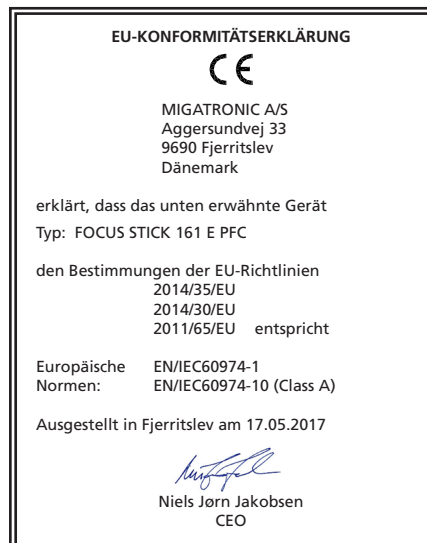 EU-KONFORMITÄTSERKLÄRUNG
CE
MIGATRONIC A/S
Aggersundvej 33
9690 Fjerritslev
Dänemark
erklärt, dass das unten erwähnte Gerät
Typ: FOCUS STICK 161 E PFC
den Bestimmungen der EU-Richtlinien
2014/35/EU
2014/30/EU
2011/65/EU entspricht
Europäische EN/IEC60974-1
Normen: EN/IEC60974-10 (Class A)
Ausgestellt in Fjerritslev am 17.05.2017
Niels Jørn Jakobsen
CEO